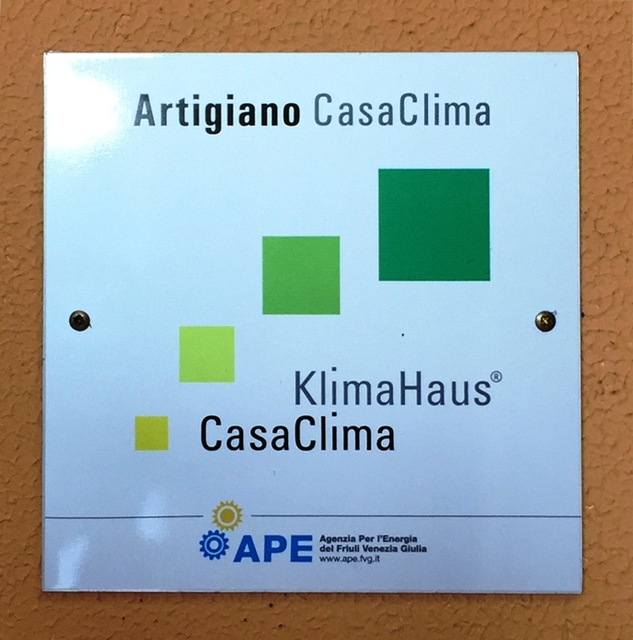 Artigiano CasaClima
KlimaHaus®
CasaClima
APE
Agenzia Per l'Energia
del Friuli Venezia Giulia
www.ape.fvg.it